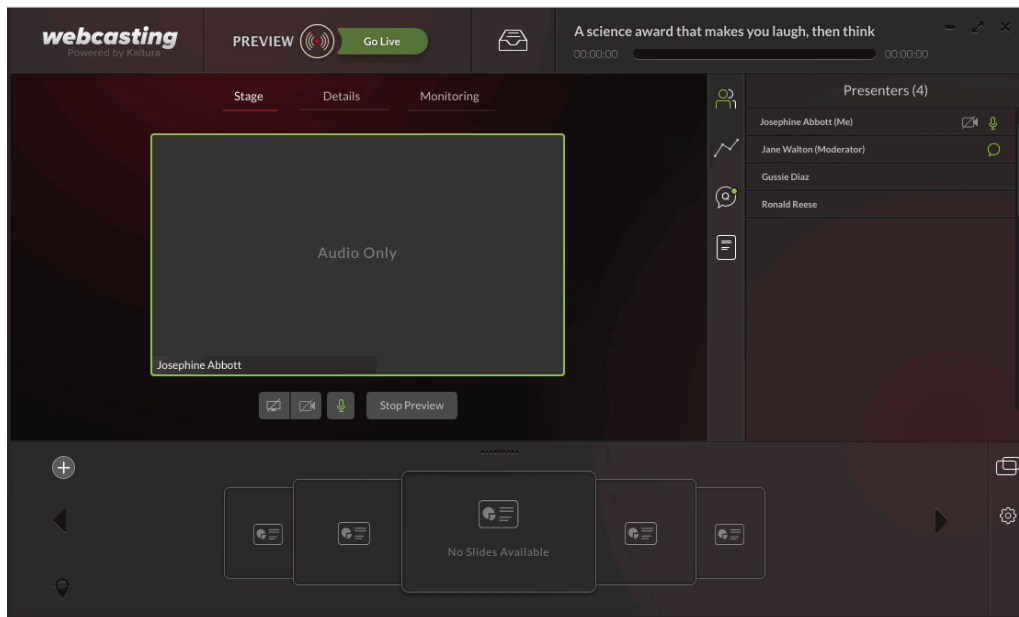 webcasting
Powered by Kaltura
PREVIEW
Go Live
A science award that makes you laugh, then think
00:00:00
00:00:00
Stage
Details
Monitoring
Audio Only
Josephine Abbott
Stop Preview
Q
Presenters (4)
Josephine Abbott (Me)
Jane Walton (Moderator)
Gussie Diaz
Ronald Reese
No Slides Available